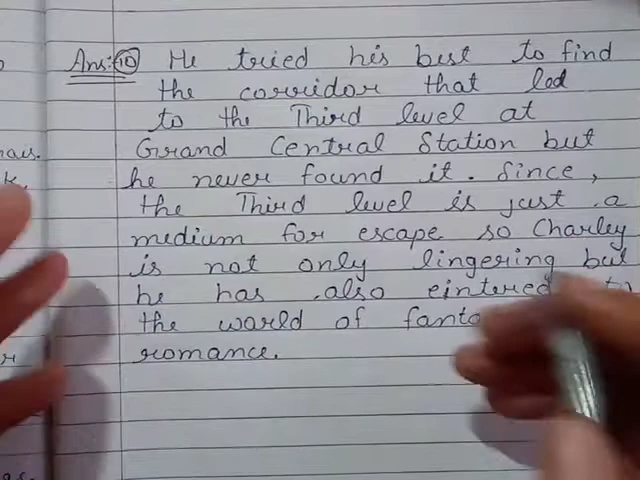 Ans:- 10 He tried his best to find
the corridor that led
to the Third level at
Grand Central Station but
nais. he never found it. Since,
the Third level is just a
medium for escape so Charley
is not only lingering but
he has also eintered
the world of
romance.